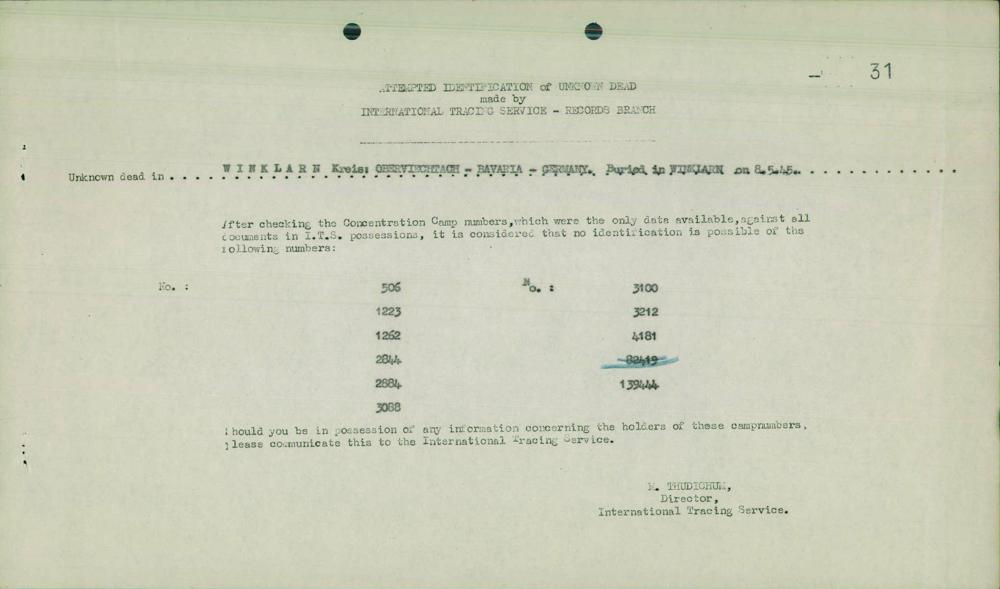 31
ATTEMPTED IDENTIFICATION of UNKNOWN DEAD
made by
INTERNATIONAL TRACING SERVICE - RECORDS BRANCH
Unknown dead in . . . . WINKLARN Kreis: OBERVIECHTACH - BAVARIA - GERMANY. Buried in WINKLARN on 8.5.45. . . . . . . . . . . . .
After checking the Concentration Camp numbers,which were the only data available,against all
documents in I.T.S. possessions, it is considered that no identification is possible of the
following numbers:
No. : 506 No. : 3100
1223 3212
1262 4181
2844 82419
2884 139444
3088
Should you be in possession of any information concerning the holders of these campnumbers,
please communicate this to the International Tracing Service.
M. THUDICHUM,
Director,
International Tracing Service.